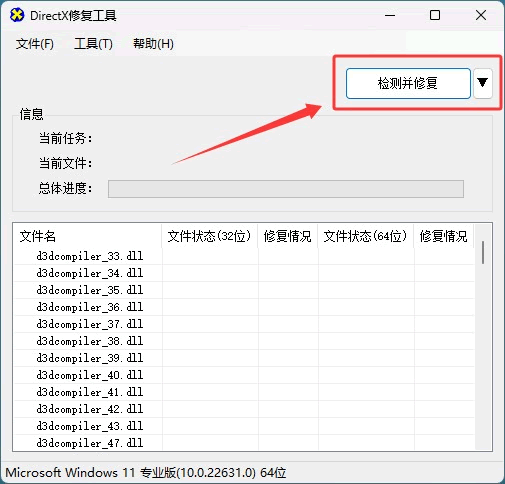 DirectX修复工具
文件(F) 工具(T) 帮助(H)
检测并修复
信息
当前任务：
当前文件：
总体进度：
文件名 文件状态(32位) 修复情况 文件状态(64位) 修复情况
d3dcompiler_33.dll
d3dcompiler_34.dll
d3dcompiler_35.dll
d3dcompiler_36.dll
d3dcompiler_37.dll
d3dcompiler_38.dll
d3dcompiler_39.dll
d3dcompiler_40.dll
d3dcompiler_41.dll
d3dcompiler_42.dll
d3dcompiler_43.dll
d3dcompiler_47.dll
Microsoft Windows 11 专业版(10.0.22631.0) 64位